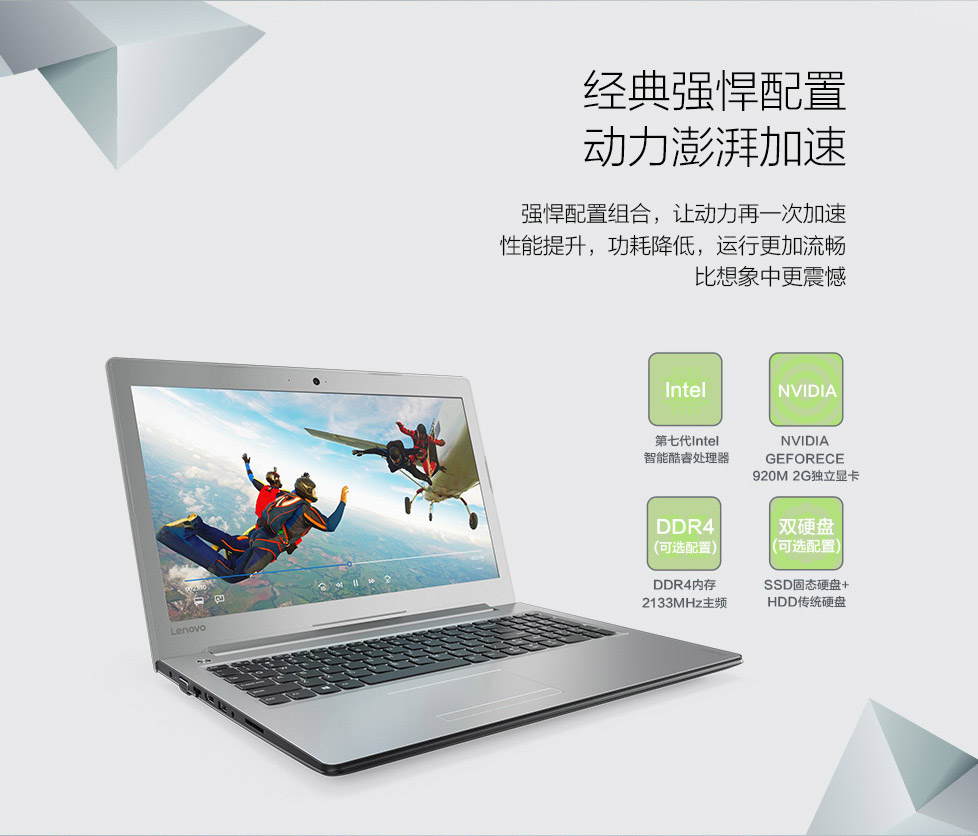 经典强悍配置
动力澎湃加速
强悍配置组合，让动力再一次加速
性能提升，功耗降低，运行更加流畅
比想象中更震憾
Intel
第七代Intel
智能酷睿处理器
NVIDIA
NVIDIA
GEFORECE
920M 2G独立显卡
DDR4
(可选配置)
DDR4内存
2133MHz主频
双硬盘
(可选配置)
SSD固态硬盘+
HDD传统硬盘
Lenovo